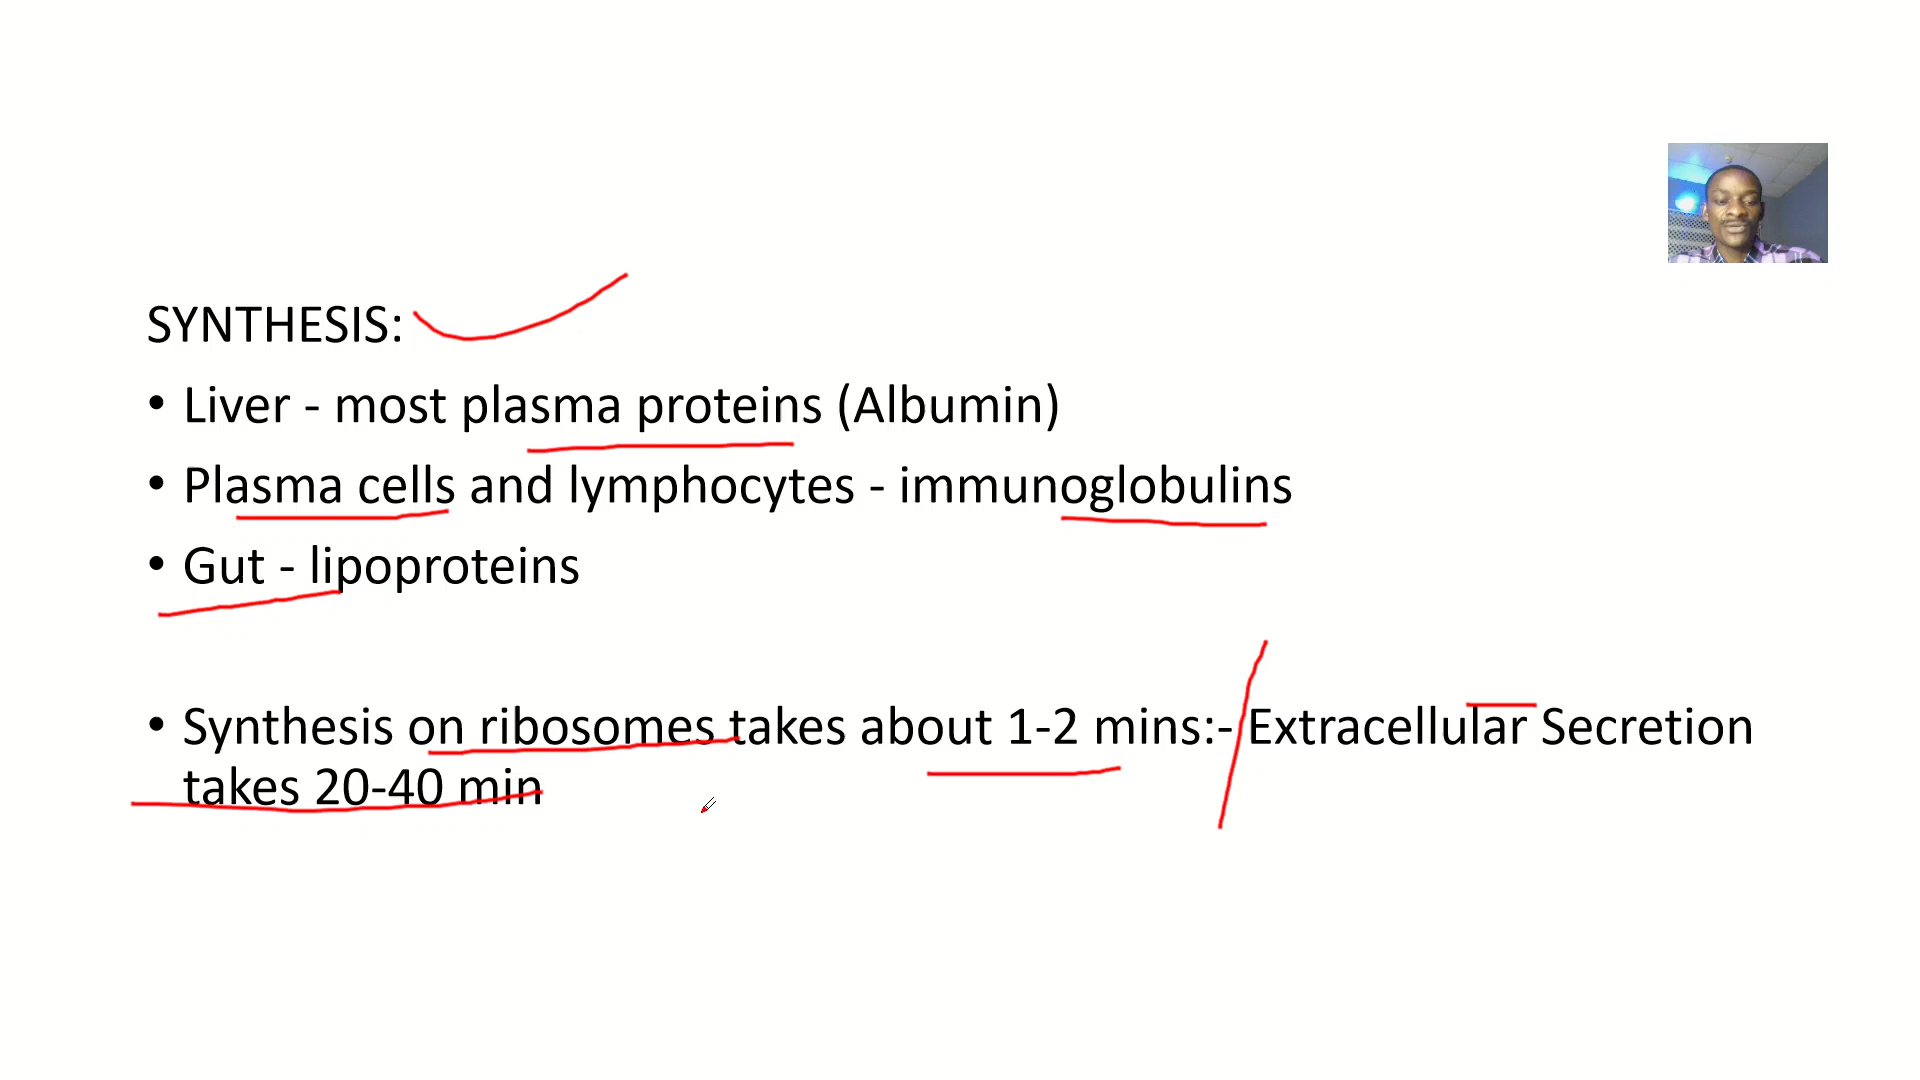 SYNTHESIS:
• Liver - most plasma proteins (Albumin)
• Plasma cells and lymphocytes - immunoglobulins
• Gut - lipoproteins
• Synthesis on ribosomes takes about 1-2 mins:- Extracellular Secretion
takes 20-40 min